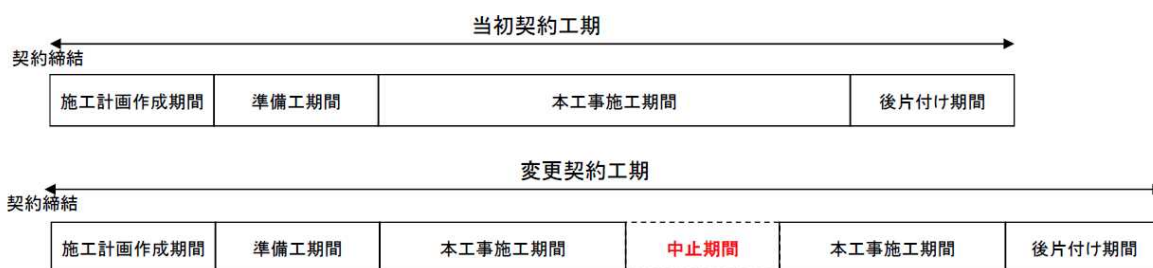 当初契約工期
契約締結
施工計画作成期間 準備工期間 本工事施工期間 後片付け期間
変更契約工期
契約締結
施工計画作成期間 準備工期間 本工事施工期間 中止期間 本工事施工期間 後片付け期間